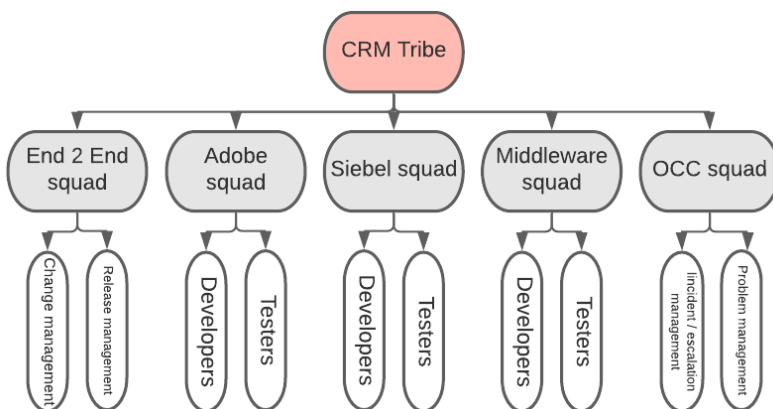 CRM Tribe
End 2 End
squad
Adobe
squad
Siebel squad
Middleware
squad
OCC squad
Change management
Release management
Developers
Testers
Developers
Testers
Developers
Testers
Iincident / escalation
management
Problem management